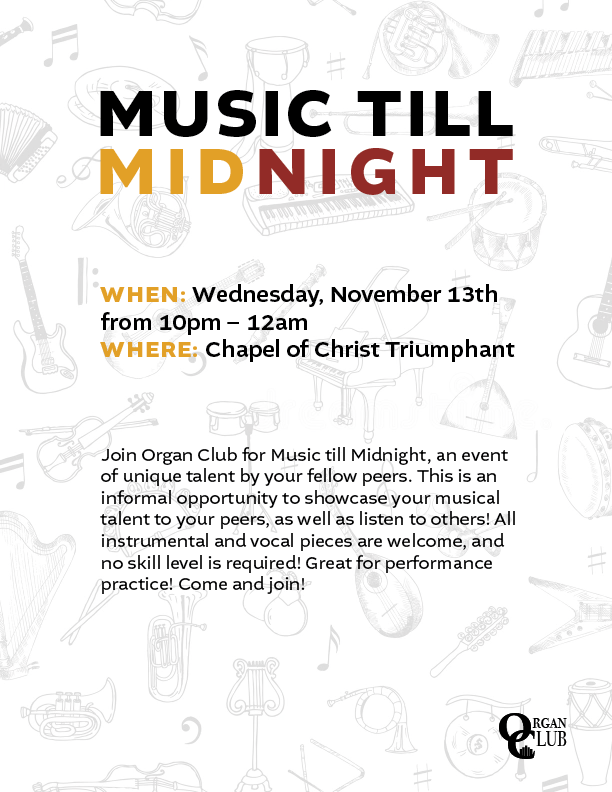 MUSIC TILL
MIDNIGHT
WHEN: Wednesday, November 13th
from 10pm – 12am
WHERE: Chapel of Christ Triumphant
Join Organ Club for Music till Midnight, an event
of unique talent by your fellow peers. This is an
informal opportunity to showcase your musical
talent to your peers, as well as listen to others! All
instrumental and vocal pieces are welcome, and
no skill level is required! Great for performance
practice! Come and join!
ORGAN
CLUB